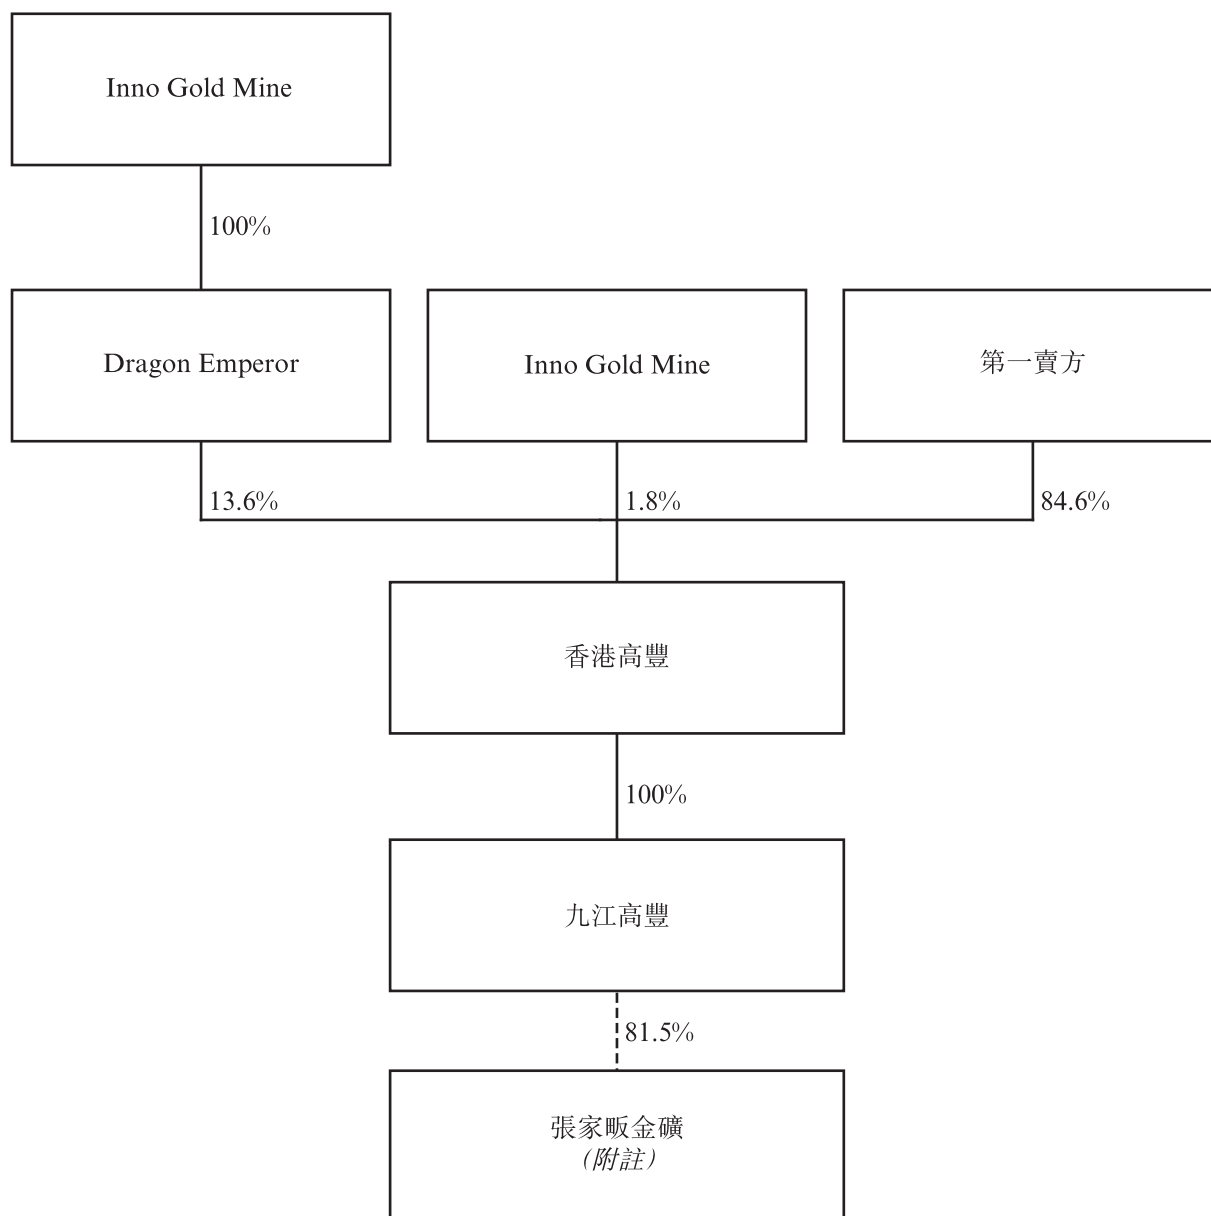 Inno Gold Mine
100%
Dragon Emperor
Inno Gold Mine
第一賣方
13.6%
1.8%
84.6%
香港高豐
100%
九江高豐
81.5%
張家畈金礦
(附註)